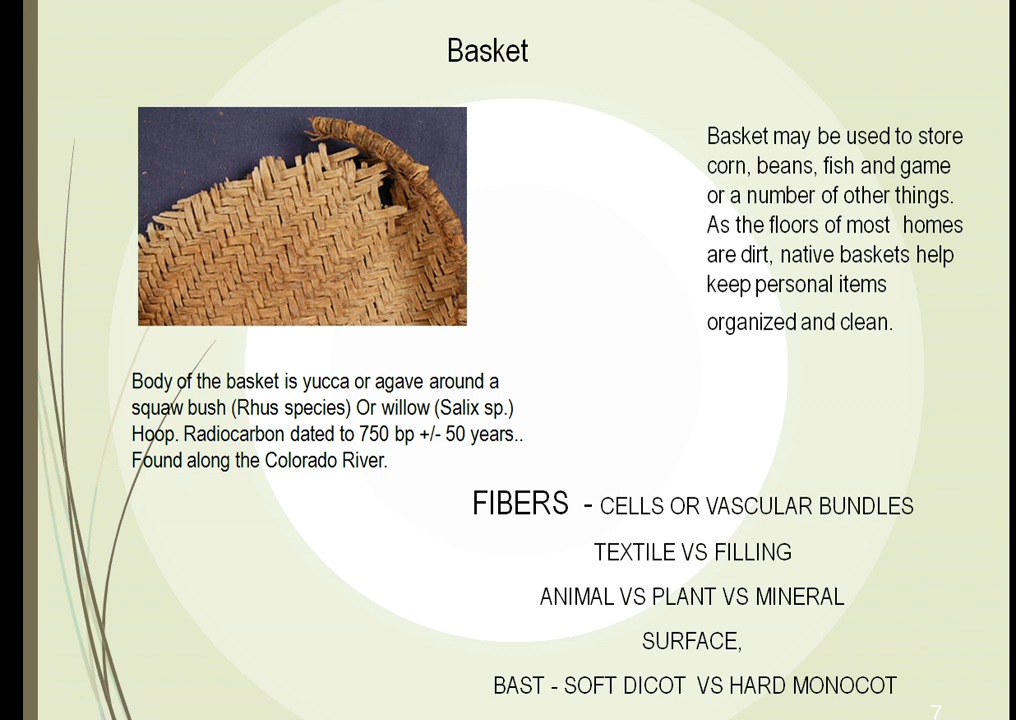 Basket
Basket may be used to store
corn, beans, fish and game
or a number of other things.
As the floors of most homes
are dirt, native baskets help
keep personal items
organized and clean.
Body of the basket is yucca or agave around a
squaw bush (Rhus species) Or willow (Salix sp.)
Hoop. Radiocarbon dated to 750 bp +/- 50 years..
Found along the Colorado River.
FIBERS - CELLS OR VASCULAR BUNDLES
TEXTILE VS FILLING
ANIMAL VS PLANT VS MINERAL
SURFACE,
BAST - SOFT DICOT VS HARD MONOCOT
7